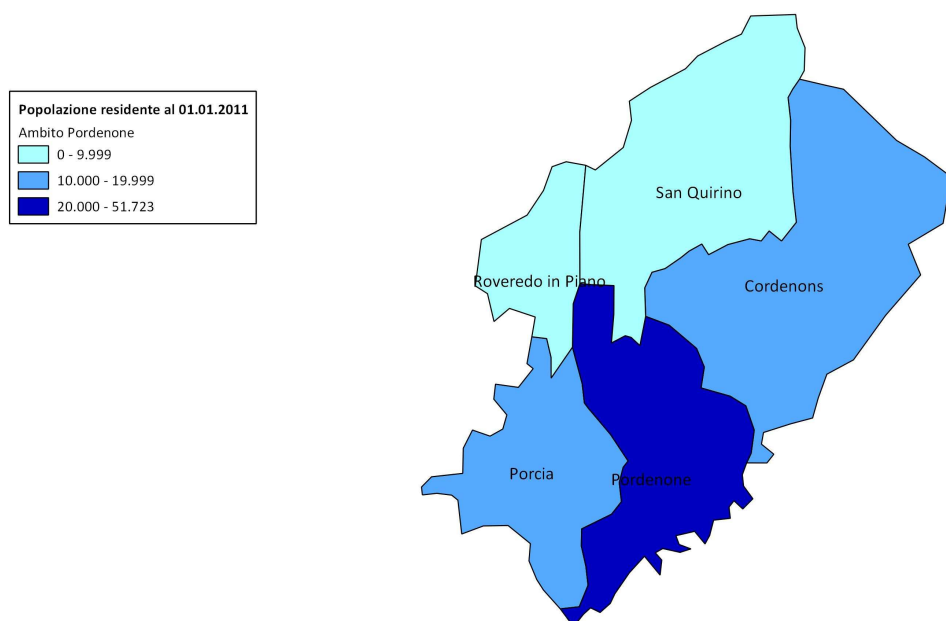 Popolazione residente al 01.01.2011
Ambito Pordenone
0 - 9.999
10.000 - 19.999
20.000 - 51.723
San Quirino
Roveredo in Piano
Cordenons
Porcia
Pordenone